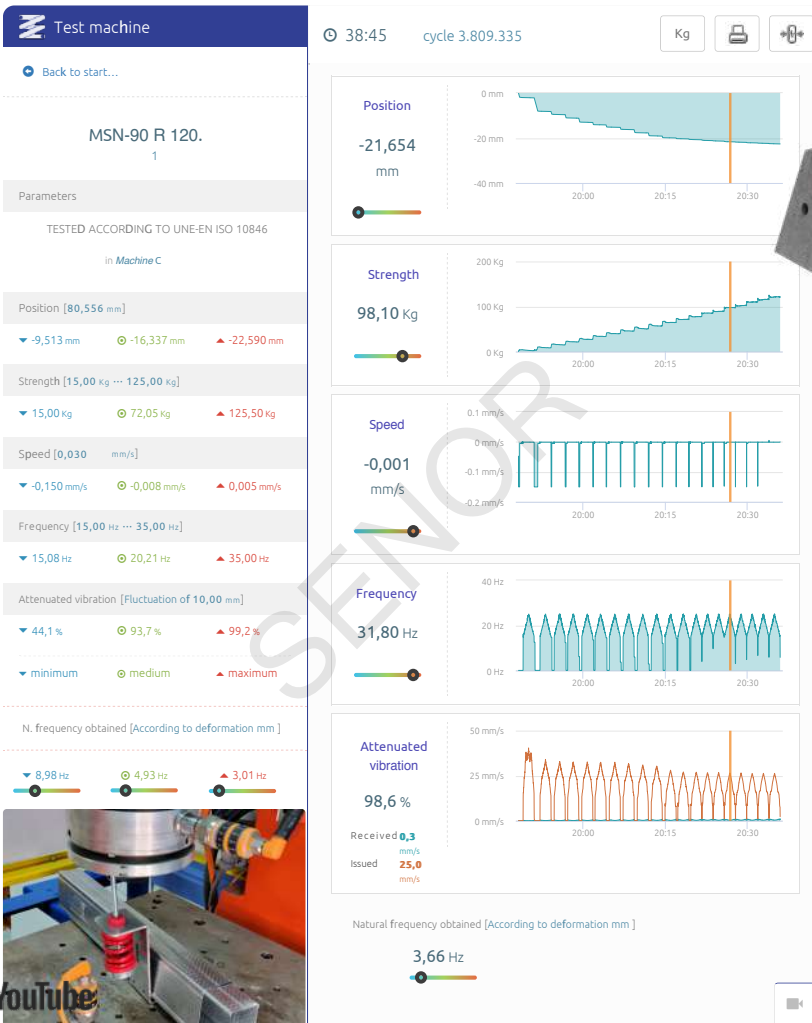 Test machine
Back to start...
MSN-90 R 120.
1
Parameters
TESTED ACCORDING TO UNE-EN ISO 10846
in Machine C
Position [80,556 mm]
-9,513 mm -16,337 mm -22,590 mm
Strength [15,00 Kg ... 125,00 Kg]
15,00 Kg 72,05 Kg 125,50 Kg
Speed [0,030 mm/s]
-0,150 mm/s -0,008 mm/s 0,005 mm/s
Frequency [15,00 Hz ... 35,00 Hz]
15,08 Hz 20,21 Hz 35,00 Hz
Attenuated vibration [Fluctuation of 10,00 mm]
44,1 % 93,7 % 99,2 %
minimum medium maximum
N. frequency obtained [According to deformation mm ]
8,98 Hz 4,93 Hz 3,01 Hz
YouTube
38:45 cycle 3.809.335 Kg
Position
-21,654
mm
0 mm
-20 mm
-40 mm
20:00 20:15 20:30
Strength
98,10 Kg
200 Kg
100 Kg
0 Kg
20:00 20:15 20:30
Speed
-0,001
mm/s
0.1 mm/s
0 mm/s
-0.1 mm/s
-0.2 mm/s
20:00 20:15 20:30
Frequency
31,80 Hz
40 Hz
20 Hz
0 Hz
20:00 20:15 20:30
Attenuated
vibration
98,6 %
Received 0,3
mm/s
Issued 25,0
mm/s
50 mm/s
25 mm/s
0 mm/s
20:00 20:15 20:30
Natural frequency obtained [According to deformation mm ]
3,66 Hz
SENOR